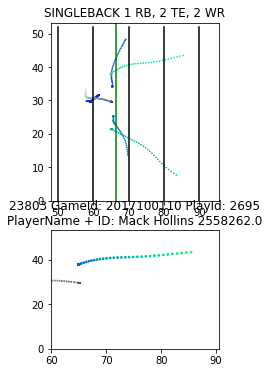 SINGLEBACK 1 RB, 2 TE, 2 WR
50
40
30
20
10
0
50 60 70 80 90
23803 GameId: 2017100110 PlayId: 2695
PlayerName + ID: Mack Hollins 2558262.0
40
20
0
60 70 80 90